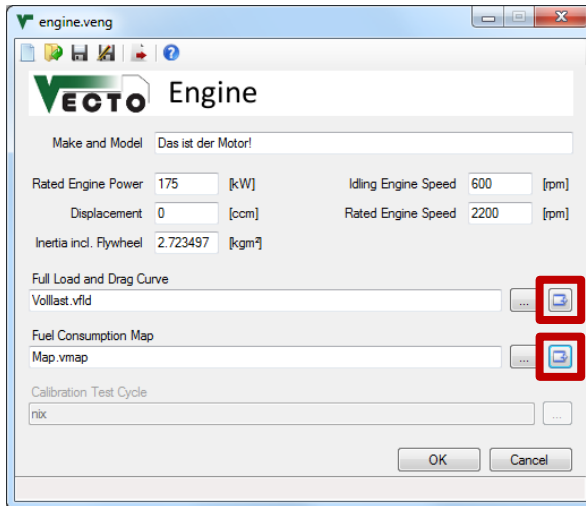 engine.veng
VECTO Engine
Make and Model Das ist der Motor!
Rated Engine Power 175 [kW] Idling Engine Speed 600 [rpm]
Displacement 0 [ccm] Rated Engine Speed 2200 [rpm]
Inertia incl. Flywheel 2.723497 [kgm²]
Full Load and Drag Curve
Volllast.vfld ...
Fuel Consumption Map
Map.vmap ...
Calibration Test Cycle
nix ...
OK Cancel